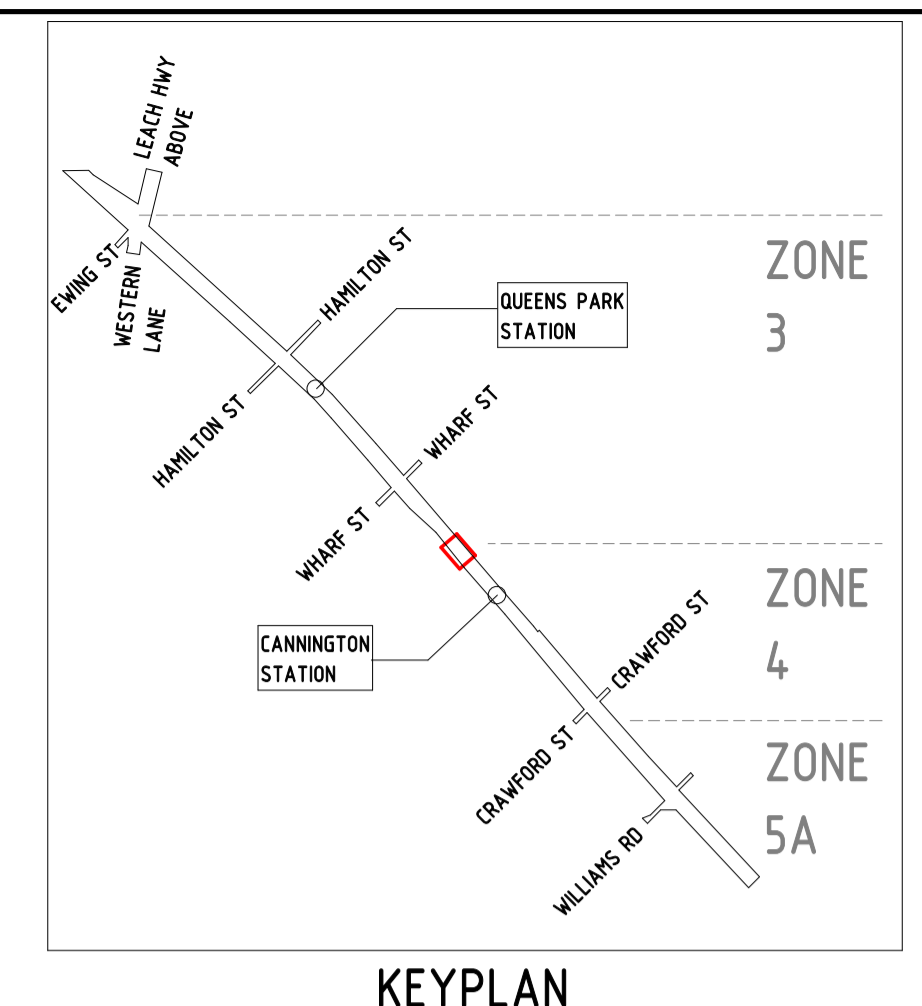 LEACH HWY
ABOVE
EWING ST
WESTERN
LANE
HAMILTON ST
ZONE
3
QUEENS PARK
STATION
HAMILTON ST
WHARF ST
WHARF ST
ZONE
4
CANNINGTON
STATION
CRAWFORD ST
CRAWFORD ST
ZONE
5A
WILLIAMS RD
KEYPLAN